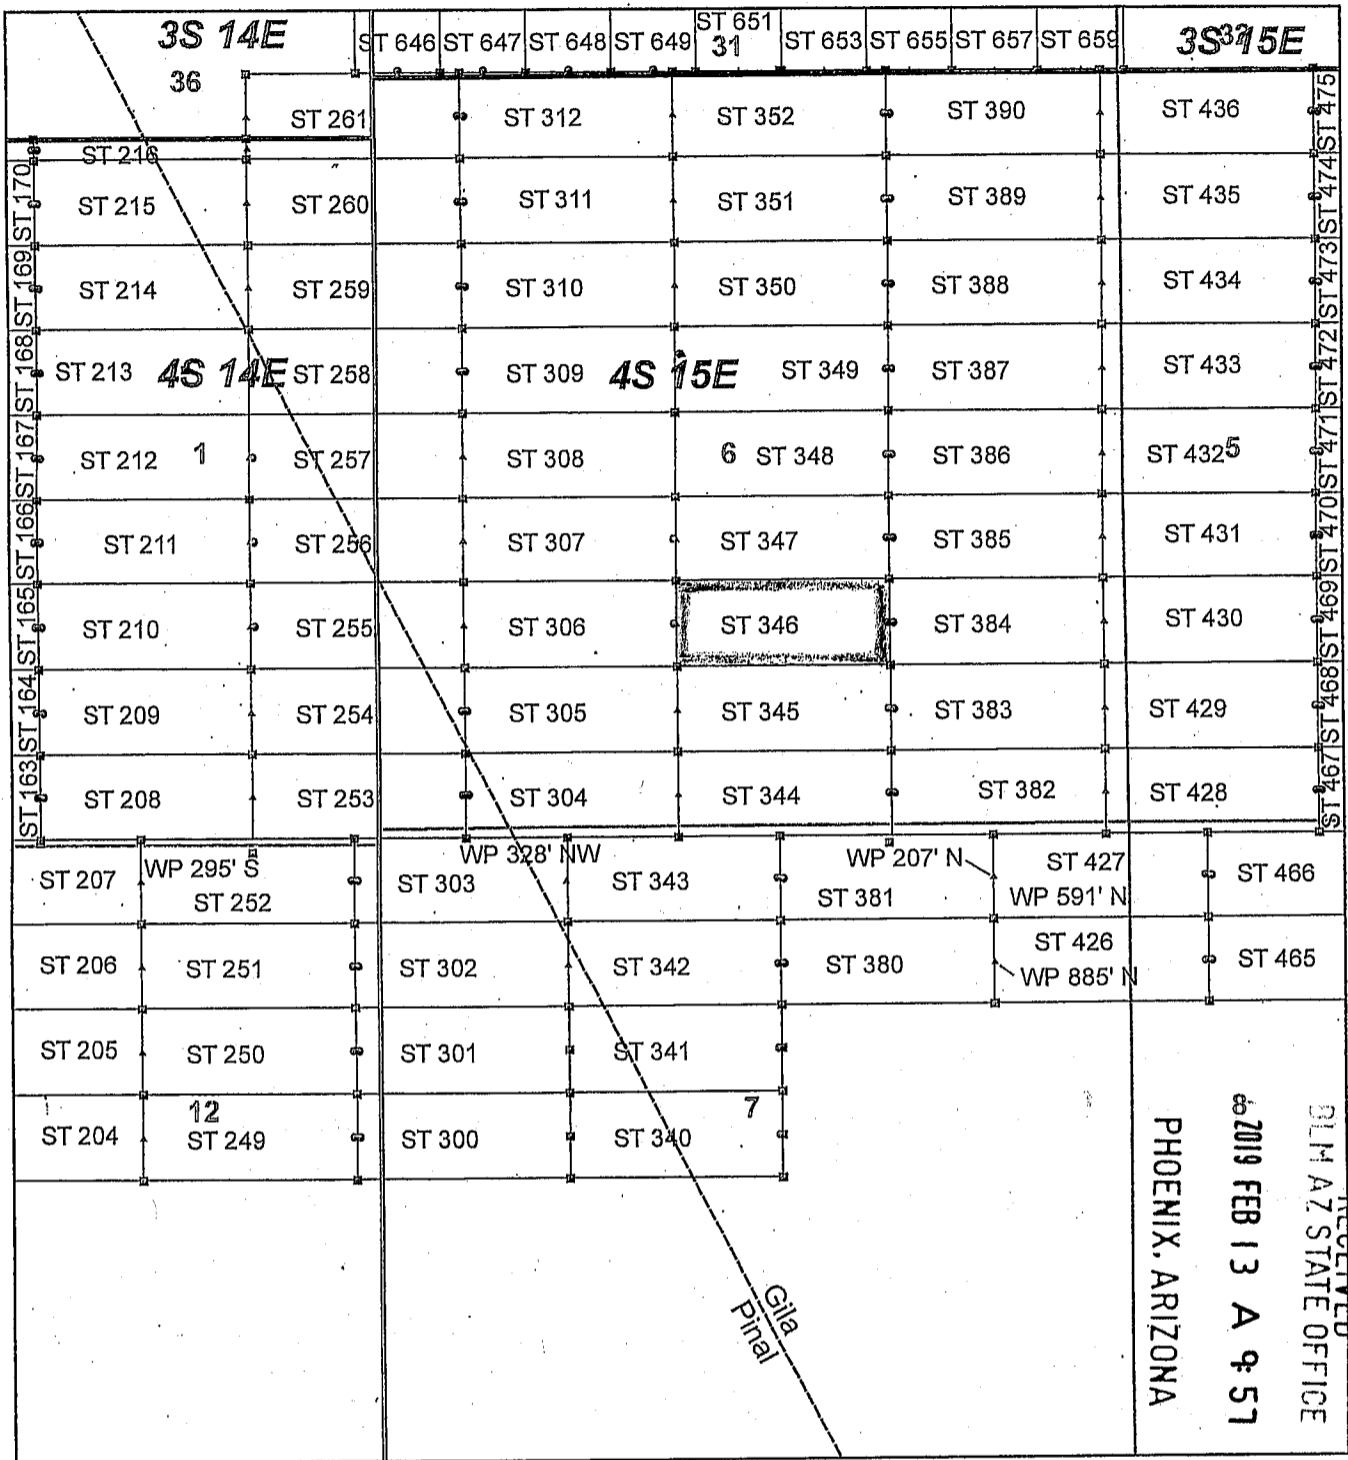 3S 14E
ST 646 ST 647 ST 648 ST 649 ST 651 ST 653 ST 655 ST 657 ST 659
31
3S 15E
32
36
ST 261 ST 312 ST 352 ST 390 ST 436 ST 475
ST 216
ST 170 ST 215 ST 260 ST 311 ST 351 ST 389 ST 435 ST 474
ST 169 ST 214 ST 259 ST 310 ST 350 ST 388 ST 434 ST 473
ST 168 ST 213 4S 14E ST 258 ST 309 4S 15E ST 349 ST 387 ST 433 ST 472
ST 167 ST 212 1 ST 257 ST 308 6 ST 348 ST 386 ST 432 5 ST 471
ST 166 ST 211 ST 256 ST 307 ST 347 ST 385 ST 431 ST 470
ST 165 ST 210 ST 255 ST 306 ST 346 ST 384 ST 430 ST 469
ST 164 ST 209 ST 254 ST 305 ST 345 ST 383 ST 429 ST 468
ST 163 ST 208 ST 253 ST 304 ST 344 ST 382 ST 428 ST 467
WP 295' S WP 328' NW WP 207' N ST 427
ST 207 ST 252 ST 303 ST 343 ST 381 WP 591' N ST 466
ST 206 ST 251 ST 302 ST 342 ST 380 ST 426 ST 465
WP 885' N
ST 205 ST 250 ST 301 ST 341
12 7
ST 204 ST 249 ST 300 ST 340
Gila
Pinal
RECEIVED
BLM AZ STATE OFFICE
2019 FEB 13 A 9:57
PHOENIX, ARIZONA